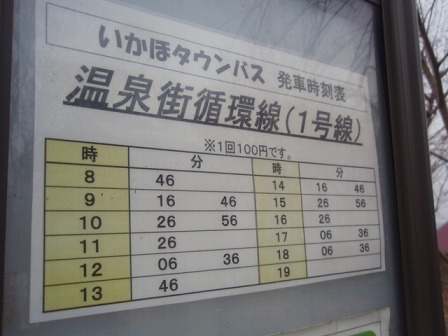 いかほタウンバス 発車時刻表
温泉街循環線(1号線)
※1回100円です。
時 分 時 分
8 46 14 16 46
9 16 46 15 26 56
10 26 56 16 26
11 26 17 06 36
12 06 36 18 06 36
13 46 19